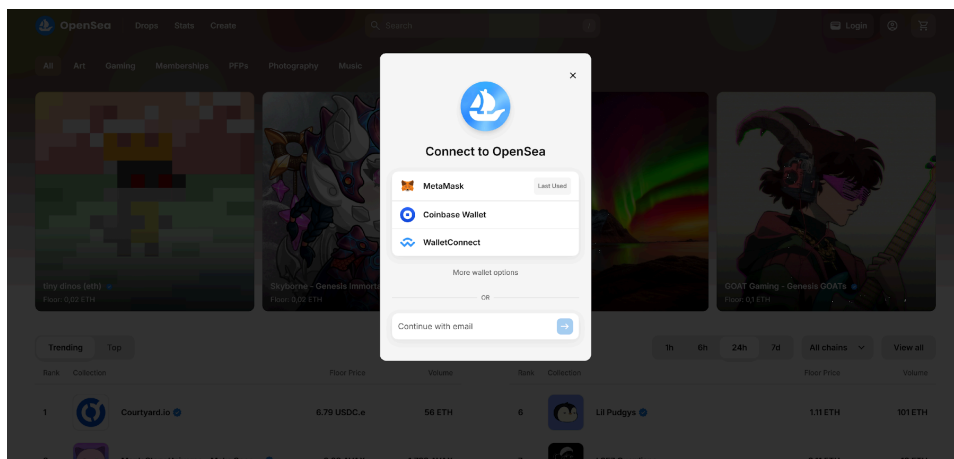 OpenSea Drops Stats Create Search / Login
All Art Gaming Memberships PFPs Photography Music
Connect to OpenSea
MetaMask Last Used
Coinbase Wallet
WalletConnect
More wallet options
OR
Continue with email
tiny dinos (eth)
Floor: 0,02 ETH
Skyborne - Genesis Immorta
Floor: 0,02 ETH
GOAT Gaming - Genesis GOATs
Floor: 0,1 ETH
Trending Top 1h 6h 24h 7d All chains View all
Rank Collection Floor Price Volume Rank Collection Floor Price Volume
1 Courtyard.io 6.79 USDC.e 56 ETH 6 Lil Pudgys 1.11 ETH 101 ETH